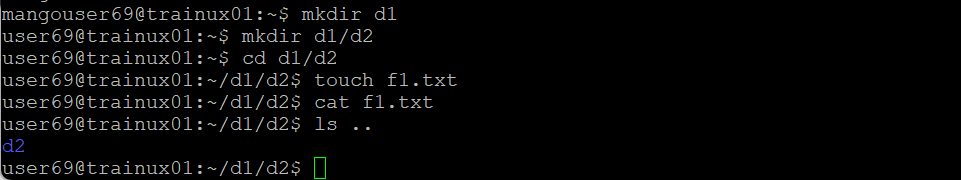 mangouser69@trainux01:~$ mkdir d1
user69@trainux01:~$ mkdir d1/d2
user69@trainux01:~$ cd d1/d2
user69@trainux01:~/d1/d2$ touch f1.txt
user69@trainux01:~/d1/d2$ cat f1.txt
user69@trainux01:~/d1/d2$ ls ..
d2
user69@trainux01:~/d1/d2$